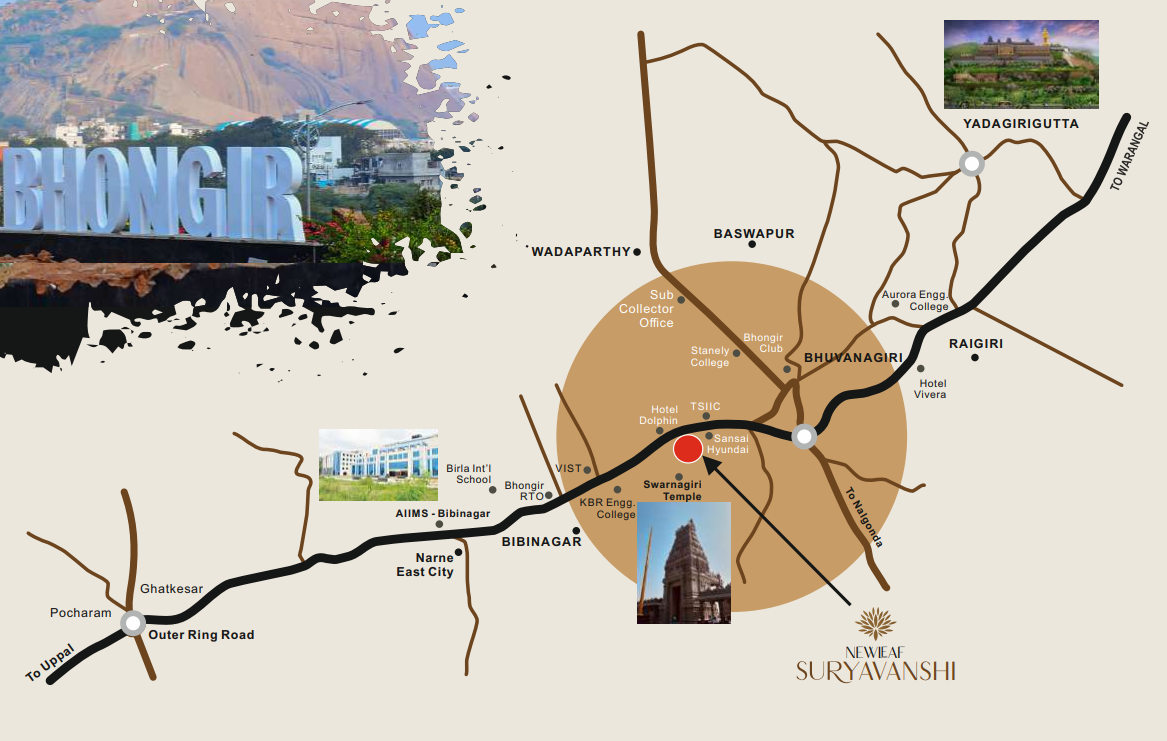 BHONGIR
YADAGIRIGUTTA
TO WARANGAL
BASWAPUR
WADAPARTHY
Sub
Collector
Office
Aurora Engg.
College
Bhongir
Club
Stanely
College
BHUVANAGIRI
RAIGIRI
Hotel
Vivera
Hotel
Dolphin
TSIIC
Sansai
Hyundai
VIST
Birla Int'l
School
Bhongir
RTO
KBR Engg.
College
Swarnagiri
Temple
To Nalgonda
AIIMS - Bibinagar
BIBINAGAR
Narne
East City
Ghatkesar
Pocharam
Outer Ring Road
To Uppal
NEWLEAF
SURYAVANSHI